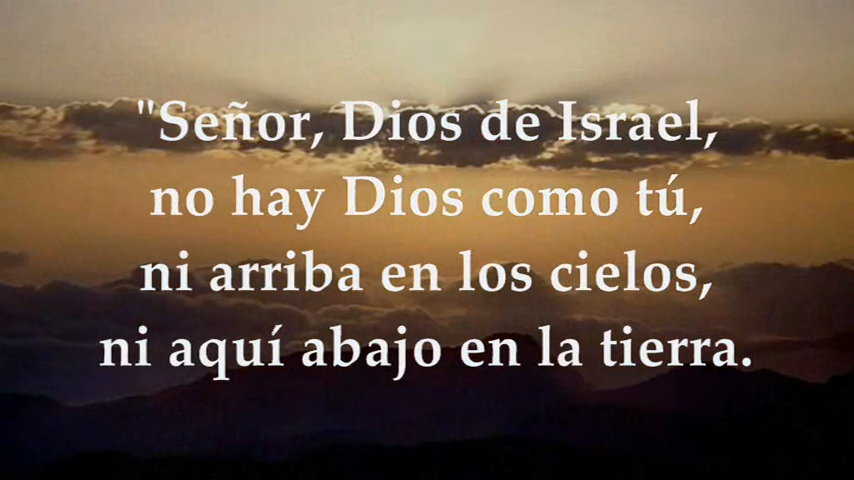 "Señor, Dios de Israel,
no hay Dios como tú,
ni arriba en los cielos,
ni aquí abajo en la tierra.